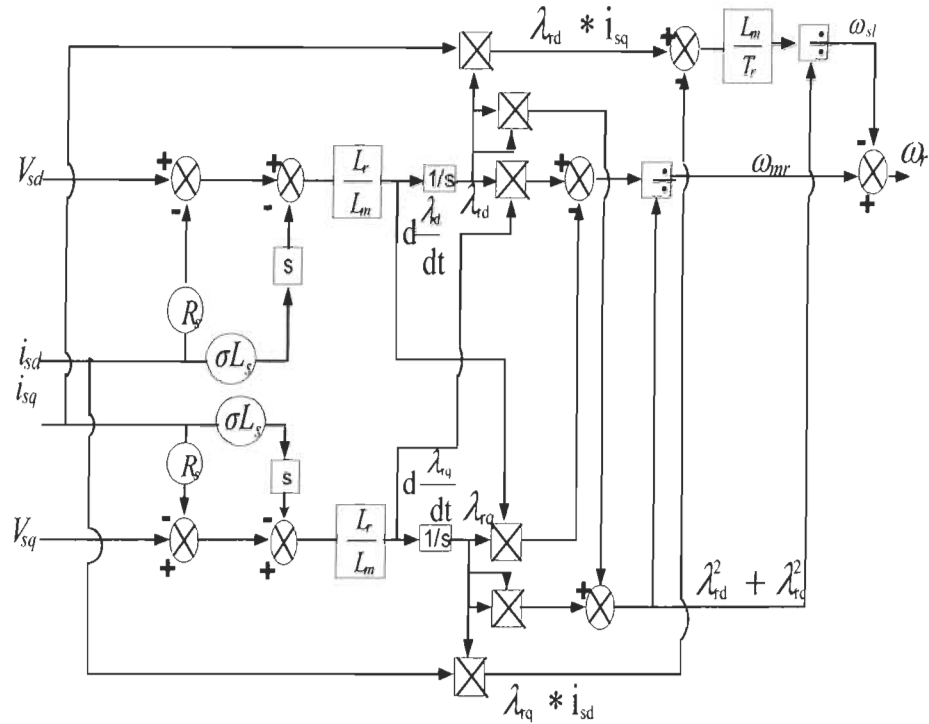 λrd * isq
Lm
Tr
÷
ωsl
Vsd
Lr
Lm
1/s
λrd
÷
ωmr
ωr
d λd
dt
s
Rs
isd
σLs
isq
σLs
Rs
s
d λrq
dt
λrq
Vsq
Lr
Lm
1/s
λ²rd + λ²rq
λrq * isd